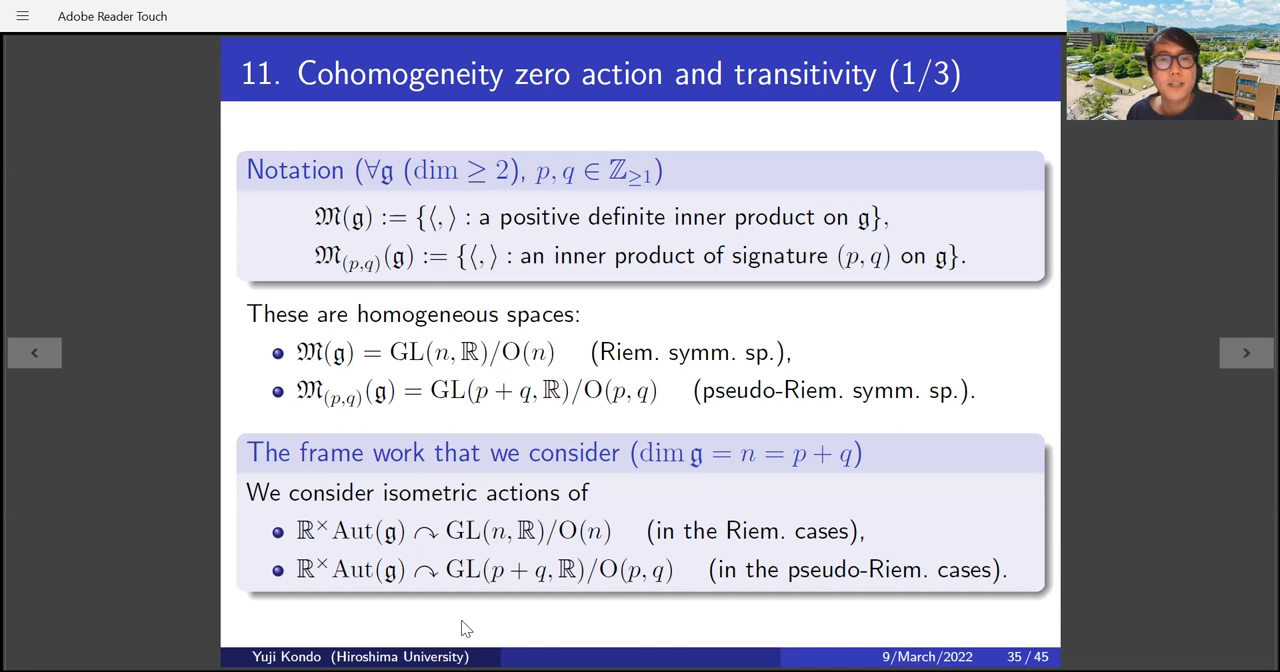 Adobe Reader Touch
11. Cohomogeneity zero action and transitivity (1/3)
Notation (∀𝔤 (dim ≥ 2), p, q ∈ ℤ≥1)
𝔐(𝔤) := {⟨,⟩ : a positive definite inner product on 𝔤},
𝔐(p,q)(𝔤) := {⟨,⟩ : an inner product of signature (p, q) on 𝔤}.
These are homogeneous spaces:
𝔐(𝔤) = GL(n, ℝ)/O(n) (Riem. symm. sp.),
𝔐(p,q)(𝔤) = GL(p + q, ℝ)/O(p, q) (pseudo-Riem. symm. sp.).
The frame work that we consider (dim 𝔤 = n = p + q)
We consider isometric actions of
ℝ×Aut(𝔤) ↷ GL(n, ℝ)/O(n) (in the Riem. cases),
ℝ×Aut(𝔤) ↷ GL(p + q, ℝ)/O(p, q) (in the pseudo-Riem. cases).
Yuji Kondo (Hiroshima University) 9/March/2022 35 / 45